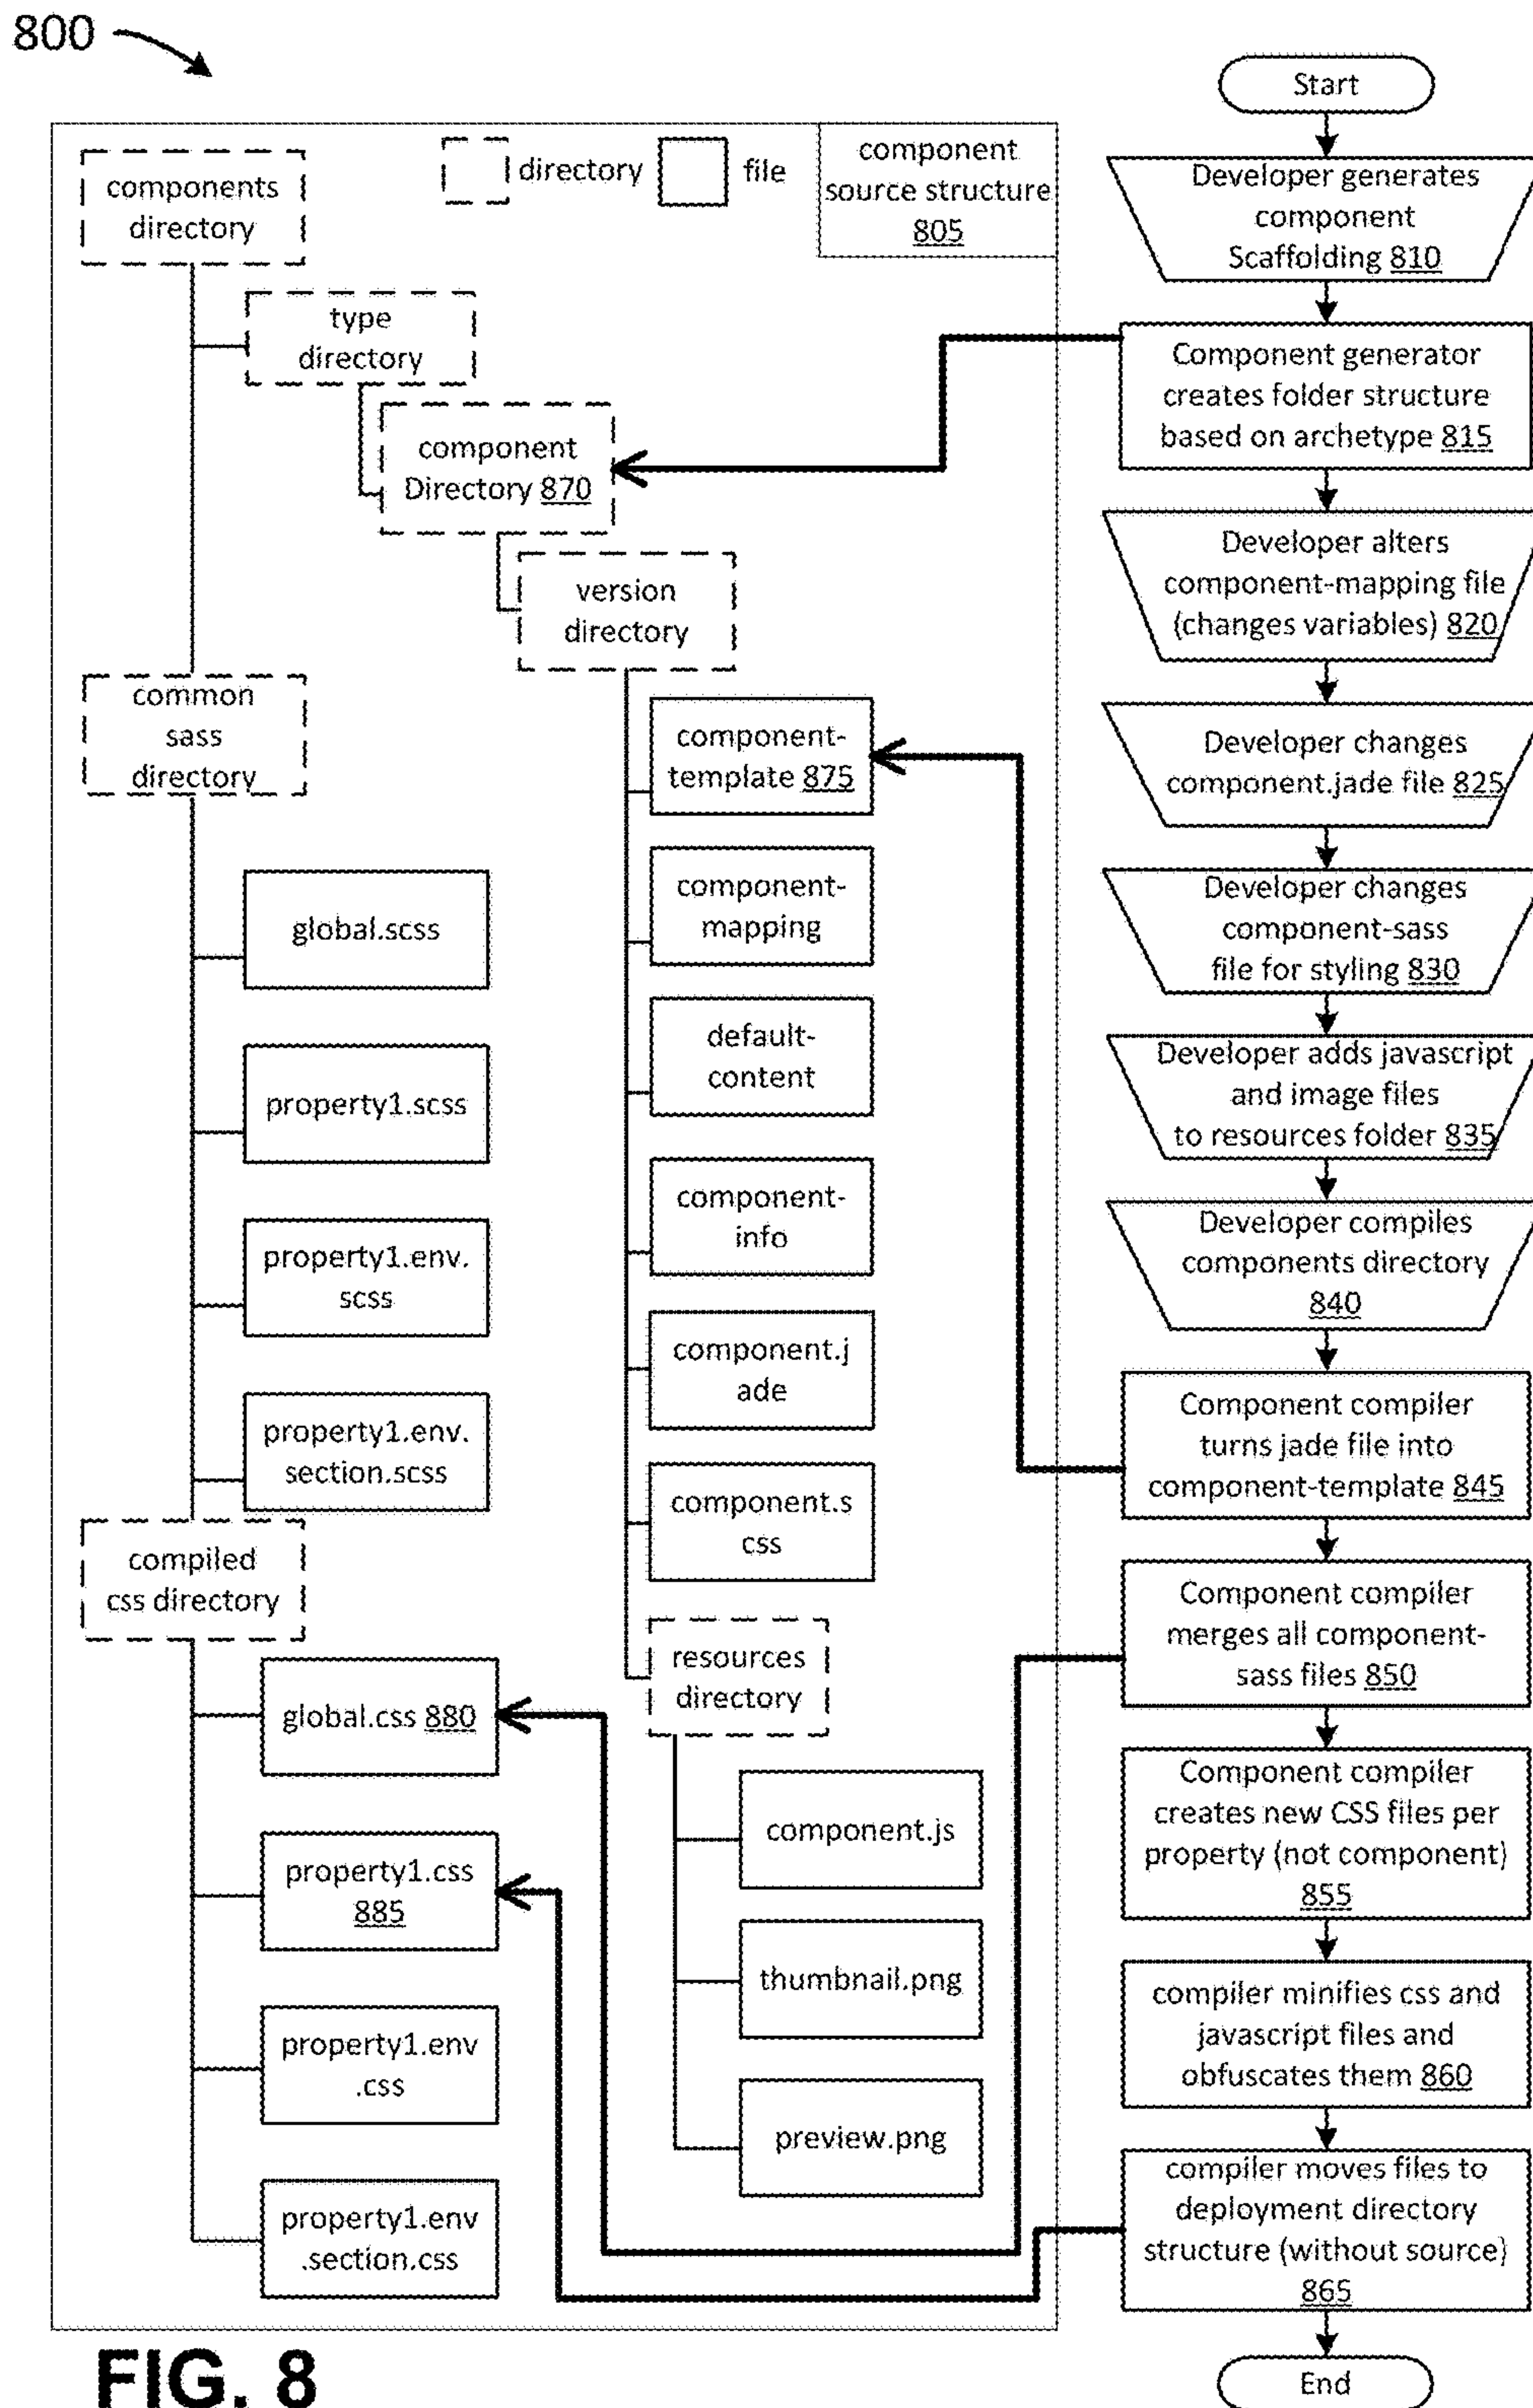 800
components
directory
directory
file
component
source structure
805
type
directory
component
Directory 870
version
directory
common
sass
directory
component-
template 875
component-
mapping
default-
content
component-
info
component.j
ade
component.s
css
resources
directory
component.js
thumbnail.png
preview.png
global.scss
property1.scss
property1.env.
scss
property1.env.
section.scss
compiled
css directory
global.css 880
property1.css
885
property1.env
.css
property1.env
.section.css
Start
Developer generates
component
Scaffolding 810
Component generator
creates folder structure
based on archetype 815
Developer alters
component-mapping file
(changes variables) 820
Developer changes
component.jade file 825
Developer changes
component-sass
file for styling 830
Developer adds javascript
and image files
to resources folder 835
Developer compiles
components directory
840
Component compiler
turns jade file into
component-template 845
Component compiler
merges all component-
sass files 850
Component compiler
creates new CSS files per
property (not component)
855
compiler minifies css and
javascript files and
obfuscates them 860
compiler moves files to
deployment directory
structure (without source)
865
End
FIG. 8